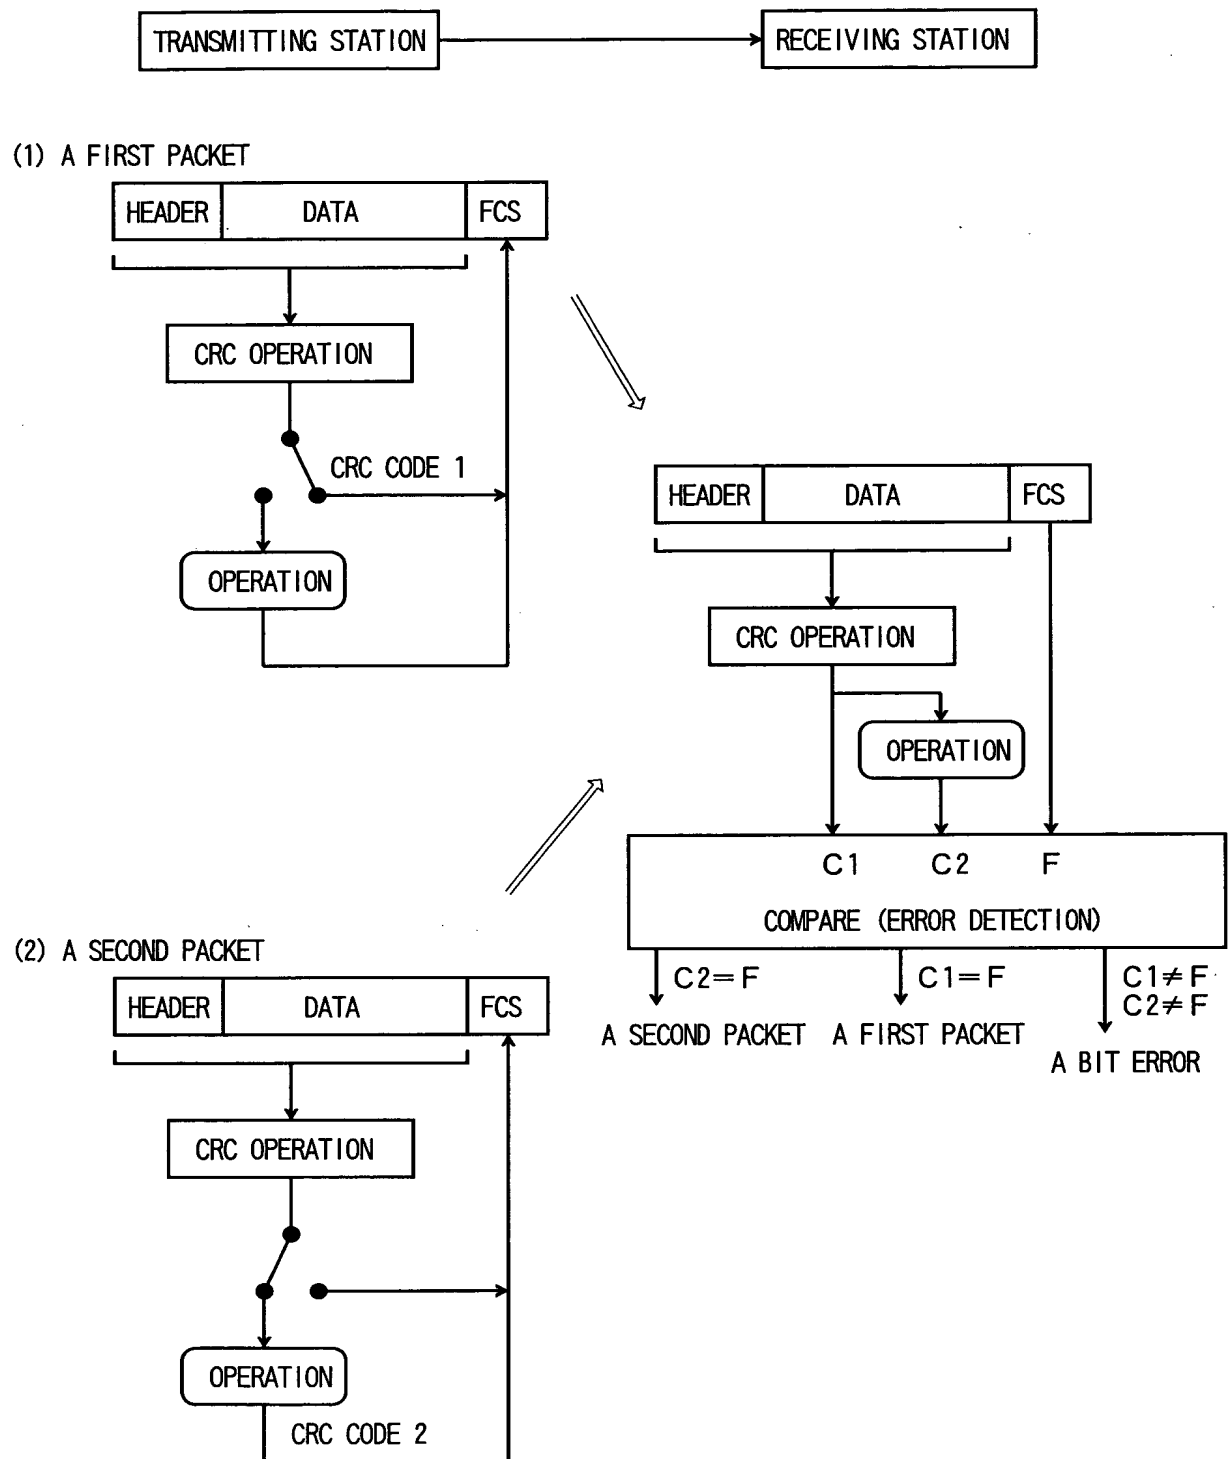 TRANSMITTING STATION RECEIVING STATION
(1) A FIRST PACKET
HEADER DATA FCS
CRC OPERATION
CRC CODE 1
OPERATION
HEADER DATA FCS
CRC OPERATION
OPERATION
C1 C2 F
COMPARE (ERROR DETECTION)
C2=F C1=F C1≠F
C2≠F
A SECOND PACKET A FIRST PACKET
A BIT ERROR
(2) A SECOND PACKET
HEADER DATA FCS
CRC OPERATION
OPERATION
CRC CODE 2